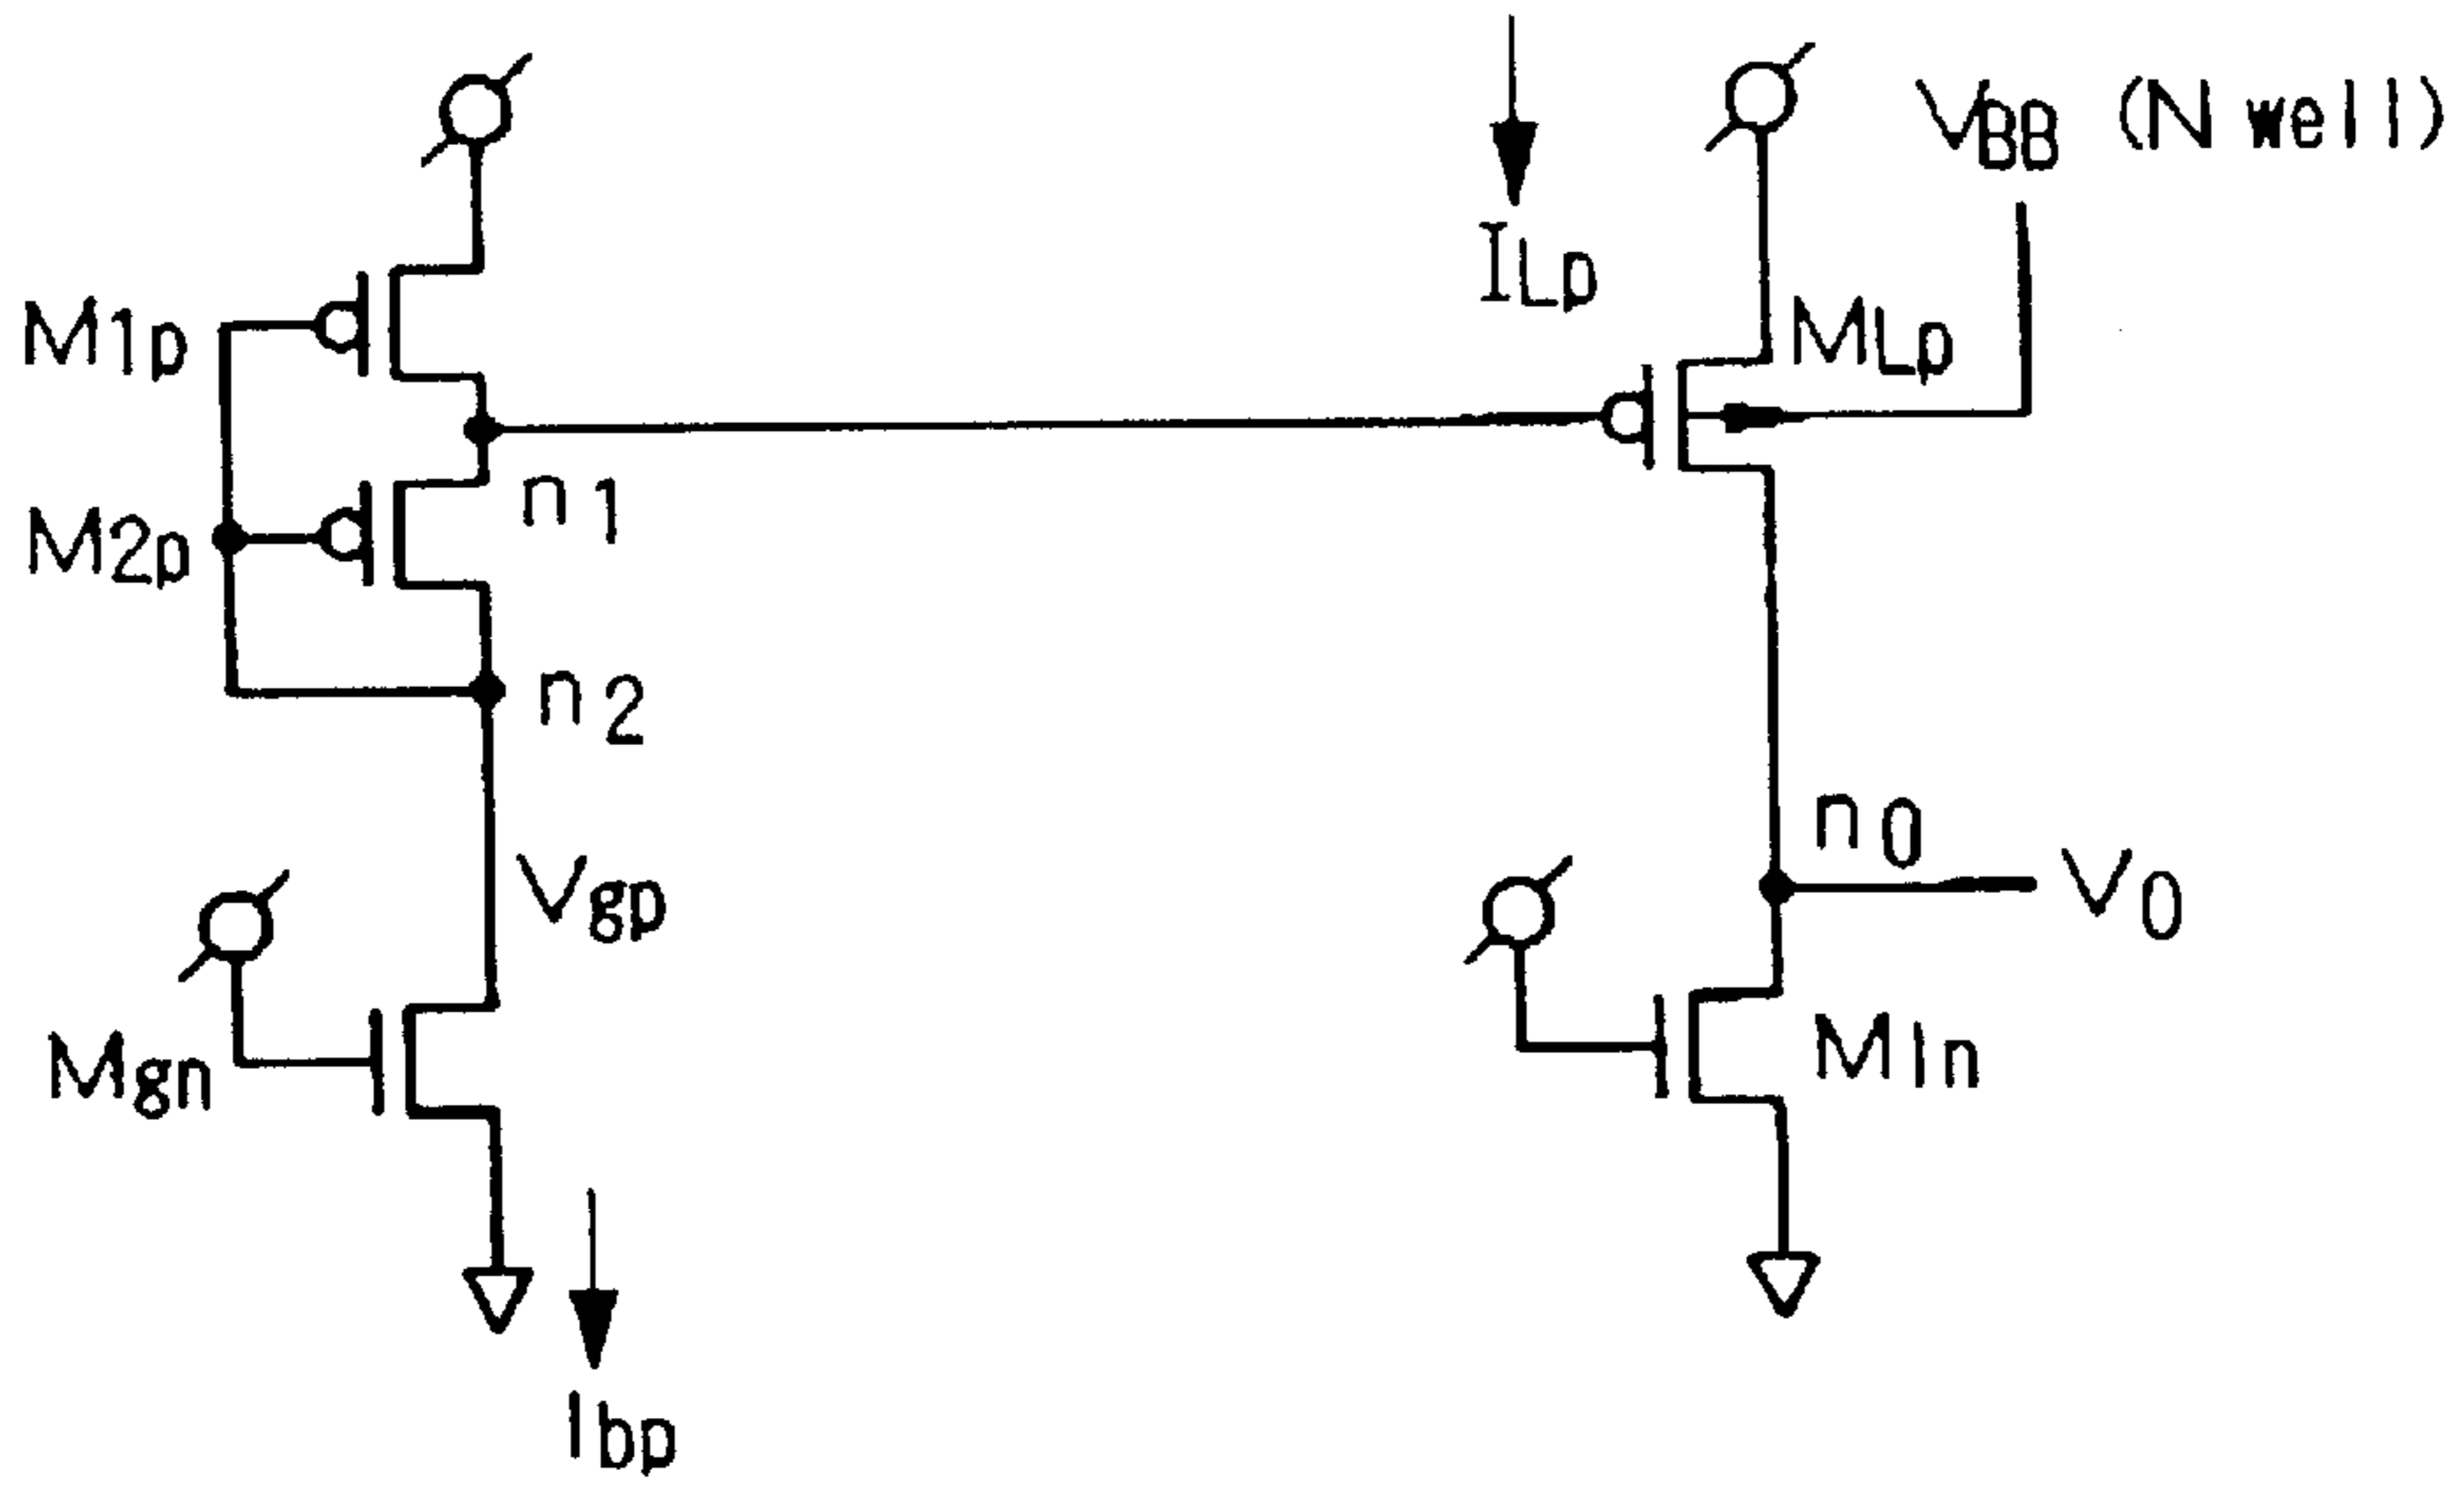 VBB (N well)
ILp
M1p
MLp
n1
M2p
n2
n0
Vgp
V0
Mgn
M1n
Ibp